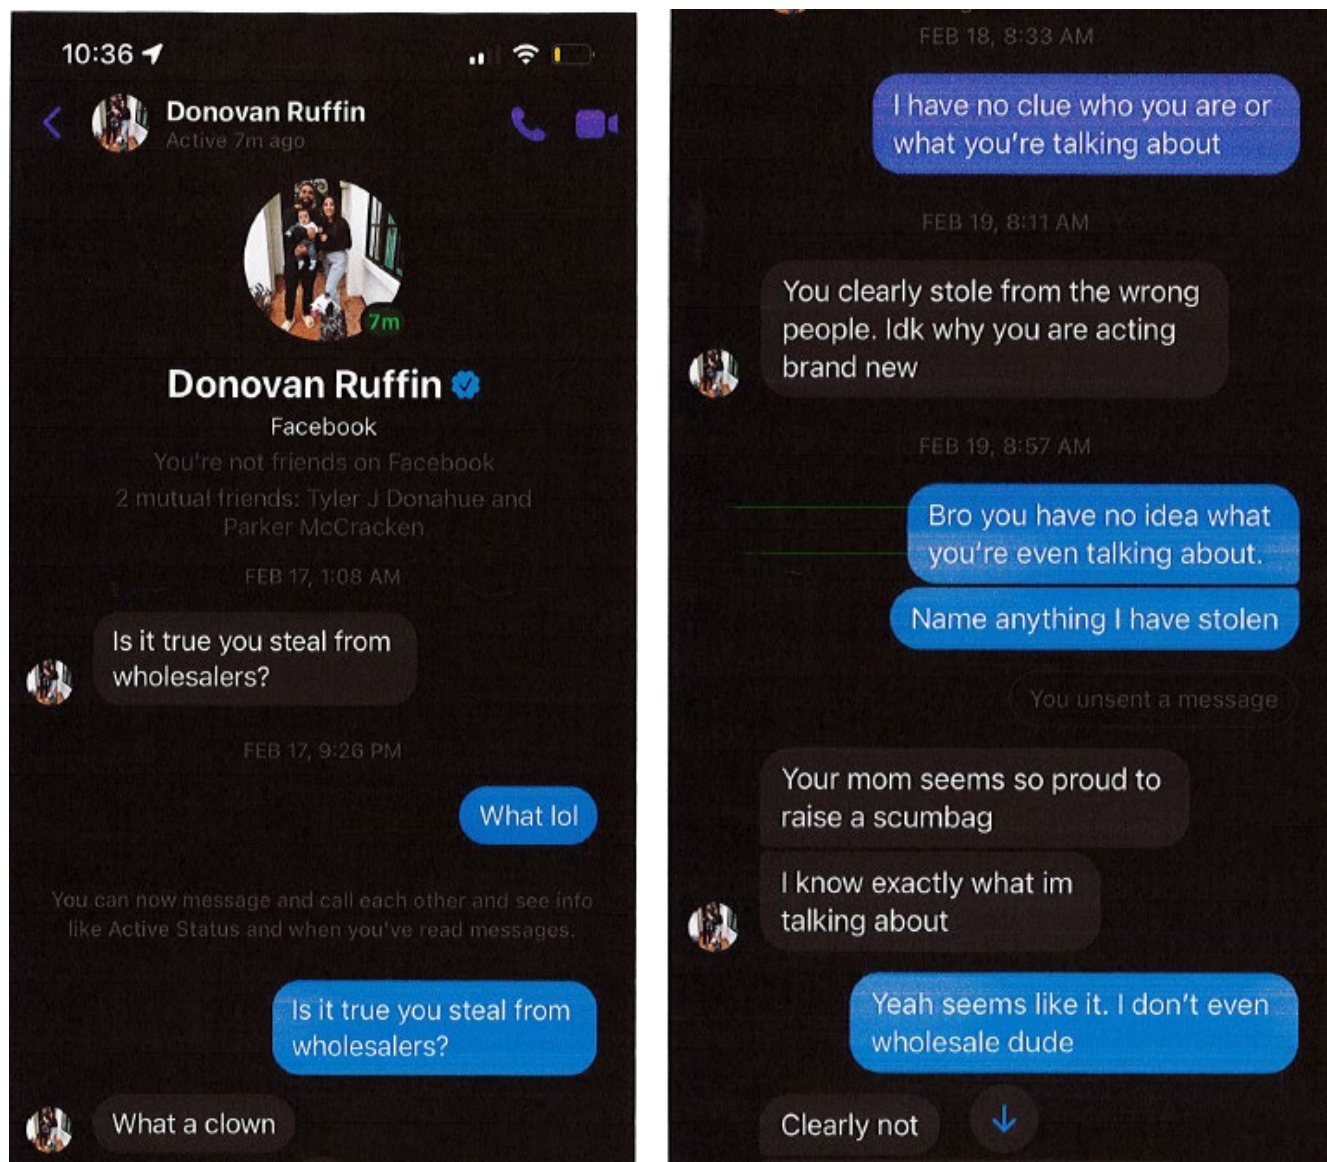 10:36
Donovan Ruffin
Active 7m ago
7m
Donovan Ruffin
Facebook
You're not friends on Facebook
2 mutual friends: Tyler J Donahue and
Parker McCracken
FEB 17, 1:08 AM
Is it true you steal from
wholesalers?
FEB 17, 9:26 PM
What lol
You can now message and call each other and see info
like Active Status and when you've read messages.
Is it true you steal from
wholesalers?
What a clown
FEB 18, 8:33 AM
I have no clue who you are or
what you're talking about
FEB 19, 8:11 AM
You clearly stole from the wrong
people. Idk why you are acting
brand new
FEB 19, 8:57 AM
Bro you have no idea what
you're even talking about.
Name anything I have stolen
You unsent a message
Your mom seems so proud to
raise a scumbag
I know exactly what im
talking about
Yeah seems like it. I don't even
wholesale dude
Clearly not